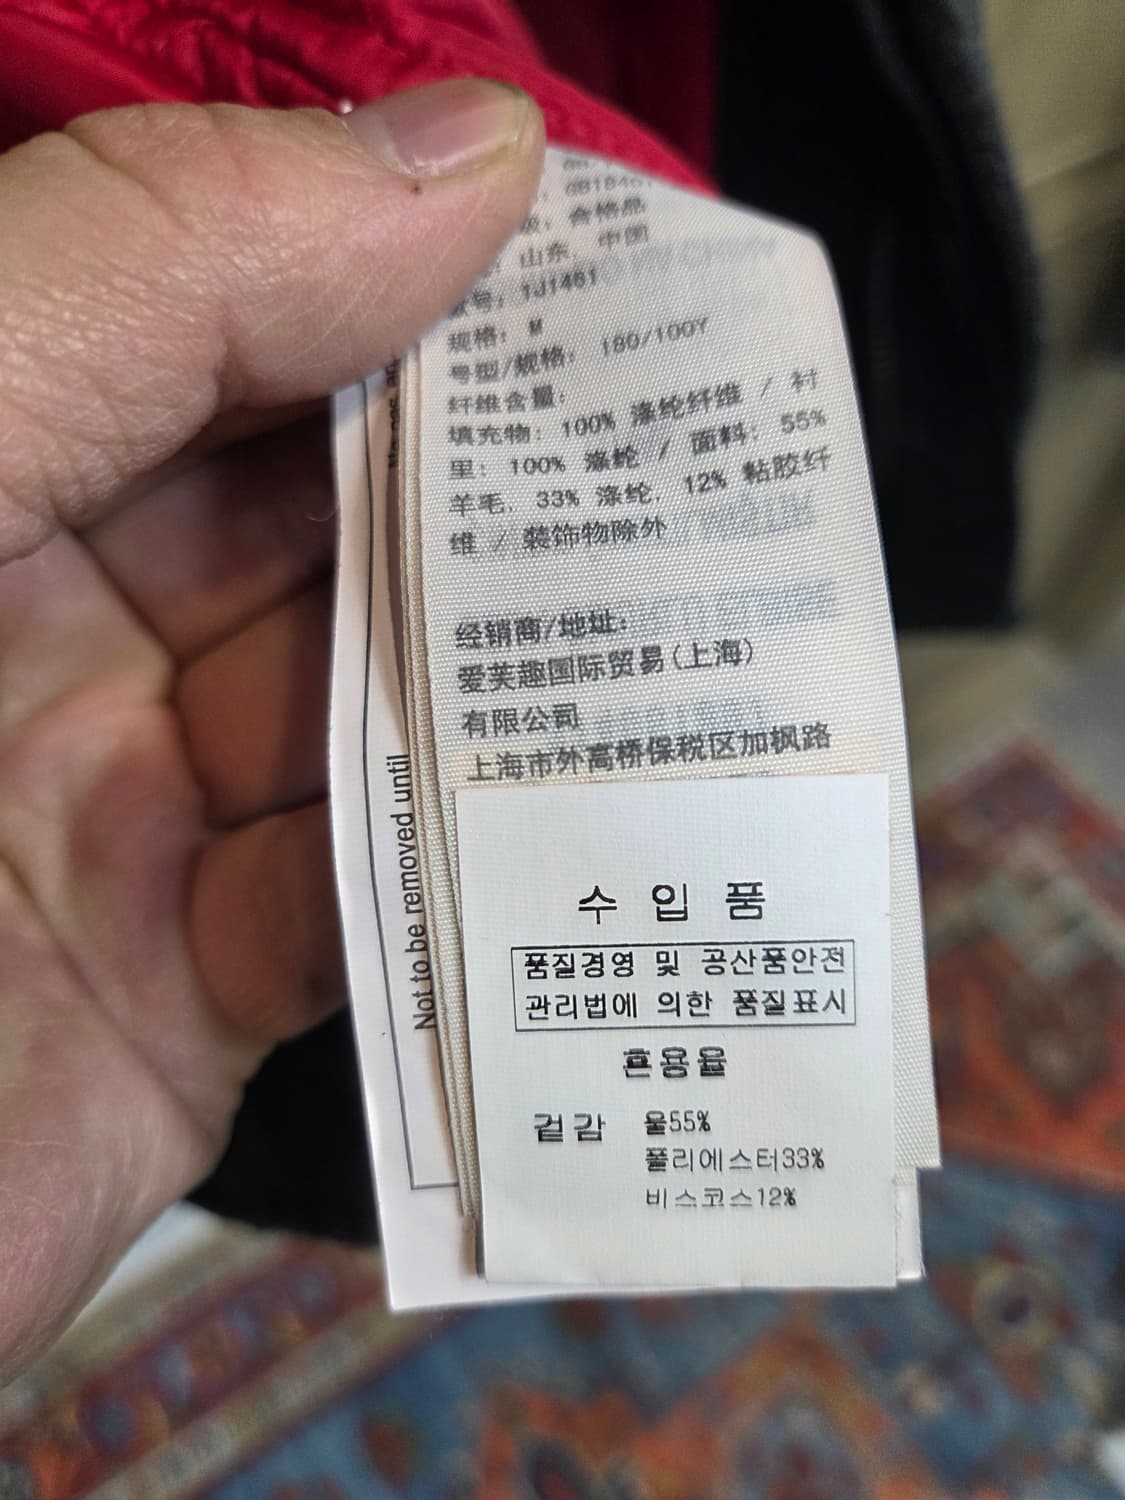 合格品
山东, 中国
号: 1J1461
规格: M
号型/规格: 180/100Y
纤维含量:
填充物: 100% 涤纶纤维 / 衬
里: 100% 涤纶 / 面料: 55%
羊毛, 33% 涤纶, 12% 粘胶纤
维 / 装饰物除外
经销商/地址:
爱芙趣国际贸易(上海)
有限公司
上海市外高桥保税区加枫路
수입품
품질경영 및 공산품안전
관리법에 의한 품질표시
혼용율
겉감 울55%
폴리에스터33%
비스코스12%
Not to be removed until